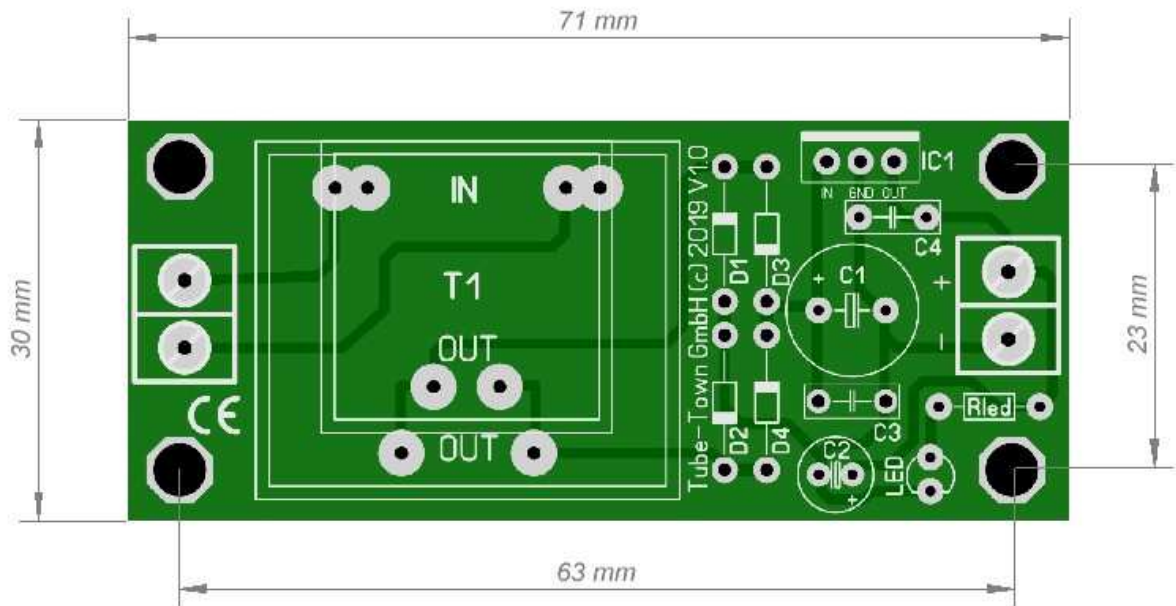 71 mm
30 mm
23 mm
63 mm
IN
T1
OUT
OUT
CE
Tube-Town GmbH (c) 2019 V1.0
D1
D3
D2
D4
IC1
IN GND OUT
C4
+ C1
+
-
C3
Rled
C2
+
LED